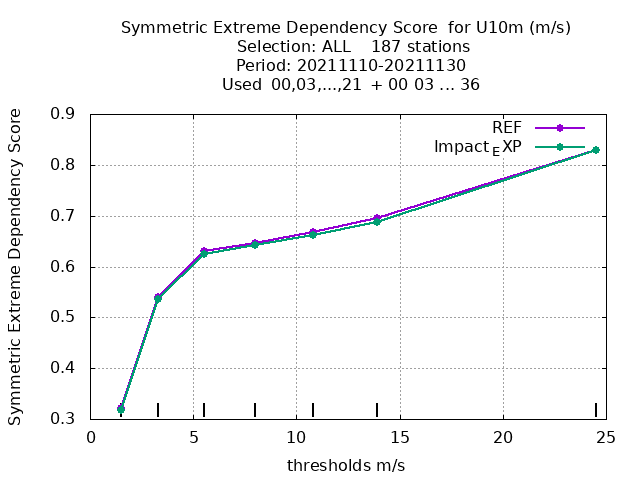 Symmetric Extreme Dependency Score for U10m (m/s)
Selection: ALL 187 stations
Period: 20211110-20211130
Used 00,03,...,21 + 00 03 ... 36
Symmetric Extreme Dependency Score
0.9
0.8
0.7
0.6
0.5
0.4
0.3
REF
Impact_EXP
0 5 10 15 20 25
thresholds m/s